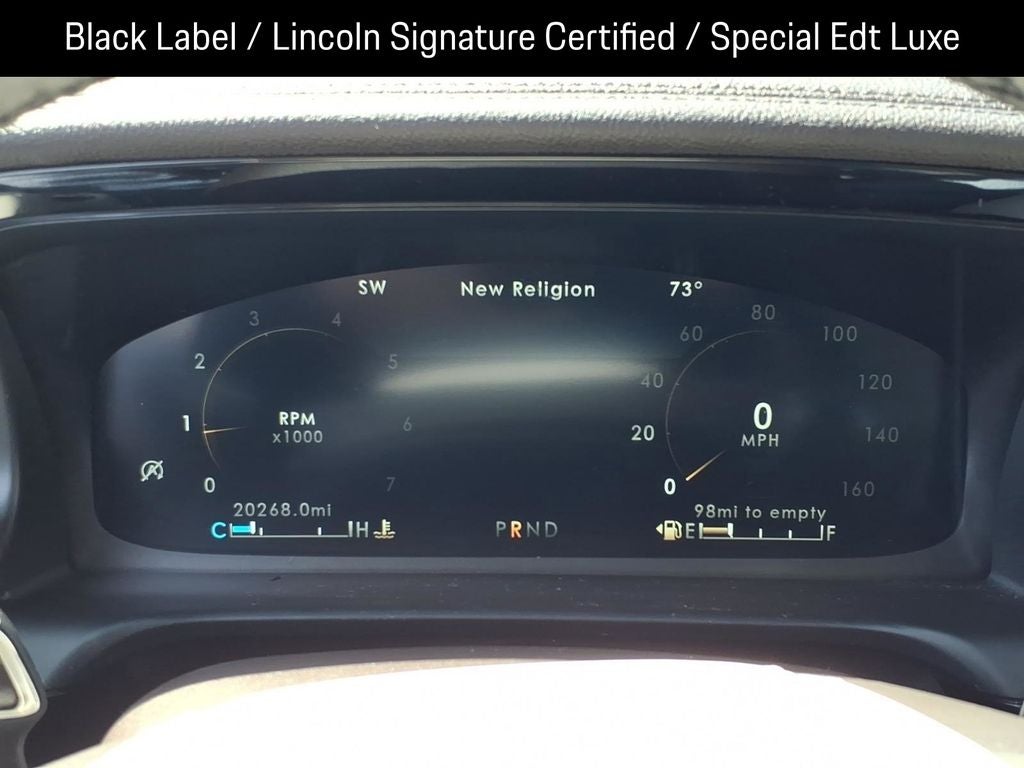 Black Label / Lincoln Signature Certified / Special Edt Luxe
SW New Religion 73°
3 4
2 5
1 6
0 7
RPM
x1000
80
60 100
40 120
20 140
0 160
0
MPH
20268.0mi
98mi to empty
C H
PRND
E F